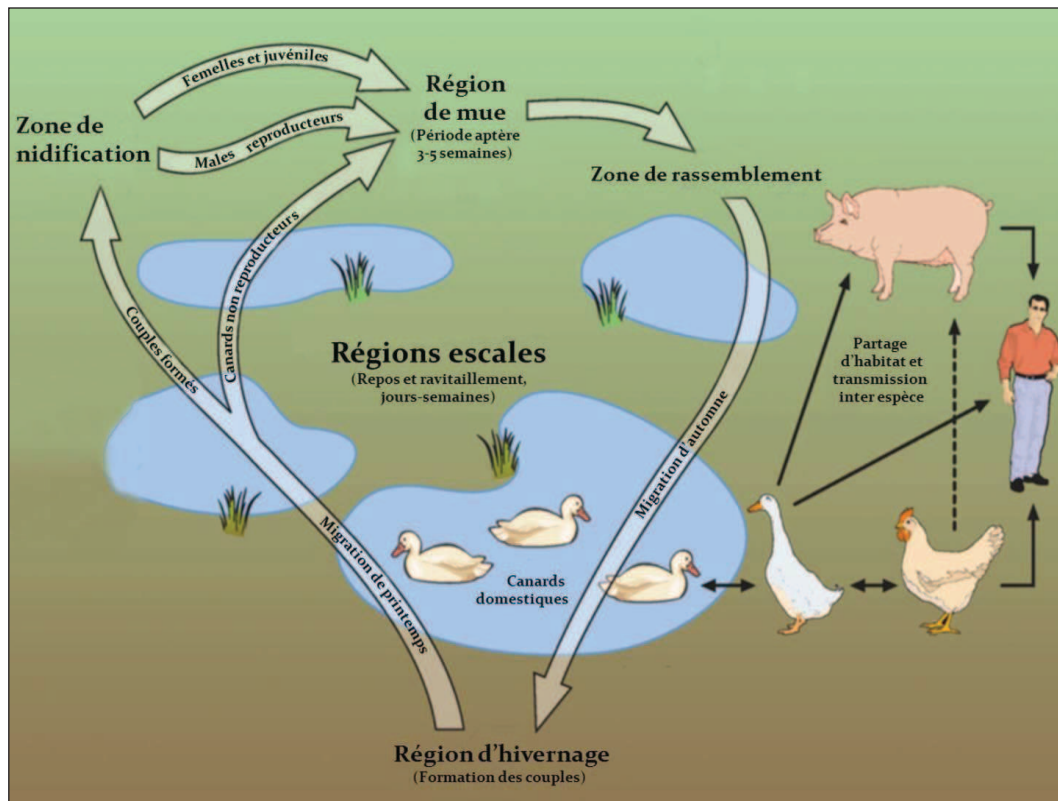 Femelles et juvéniles
Région
de mue
(Période aptère
3-5 semaines)
Zone de
nidification
Males reproducteurs
Zone de rassemblement
Canards non reproducteurs
Couples formés
Régions escales
(Repos et ravitaillement,
jours-semaines)
Partage
d'habitat et
transmission
inter espèce
Migration d'automne
Migration de printemps
Canards
domestiques
Région d'hivernage
(Formation des couples)